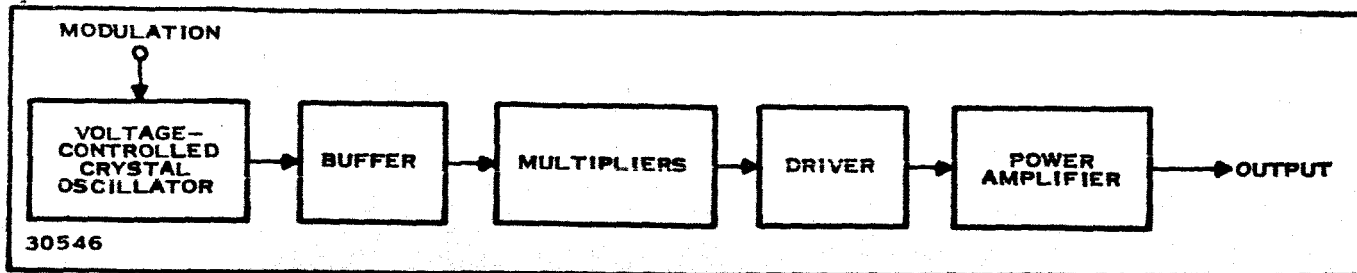 MODULATION
VOLTAGE-
CONTROLLED
CRYSTAL
OSCILLATOR
BUFFER
MULTIPLIERS
DRIVER
POWER
AMPLIFIER
OUTPUT
30546